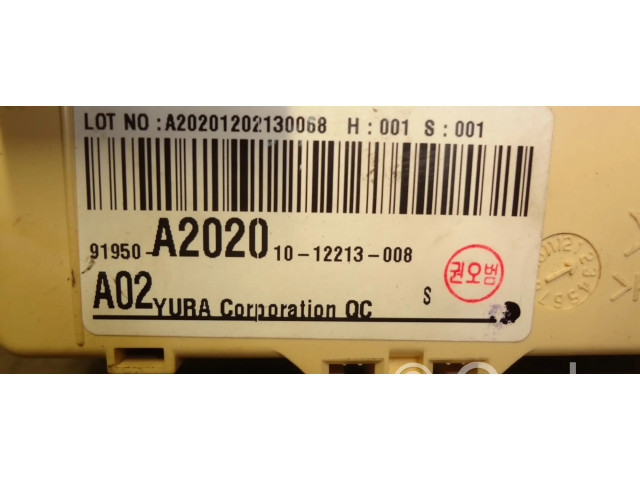 LOT NO : A20201202130068 H : 001 S : 001
91950-A2020 10-12213-008
A02 YURA Corporation QC S
권오범